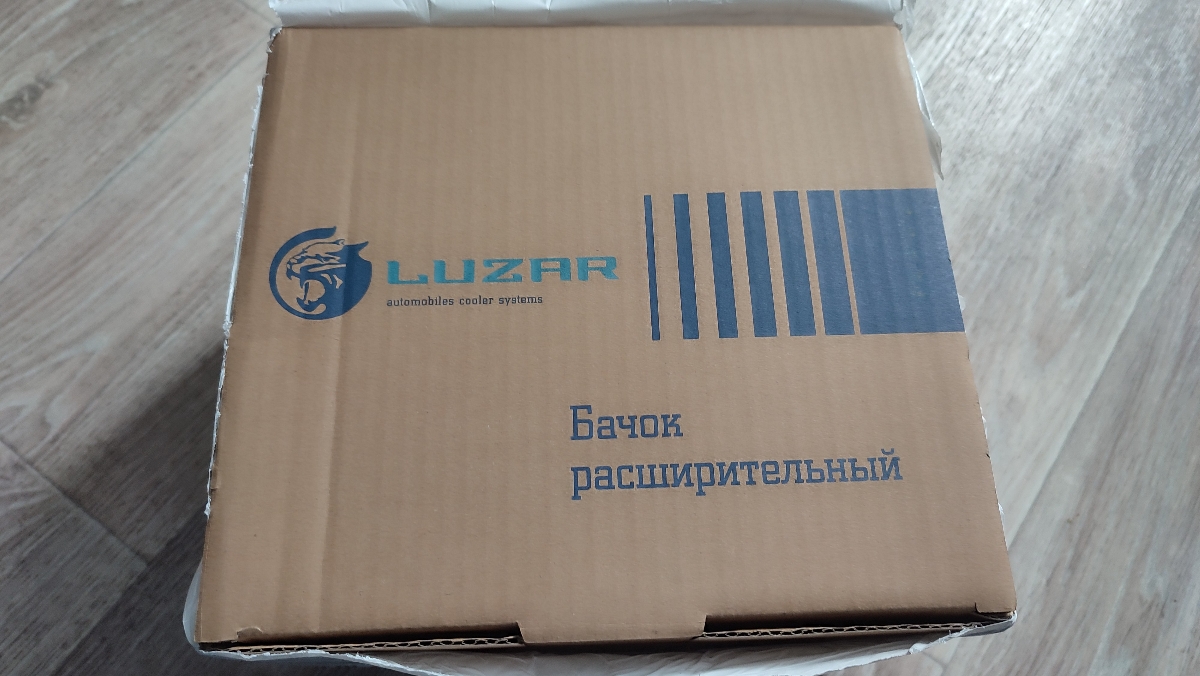 LUZAR
automobiles cooler systems
Бачок
расширительный